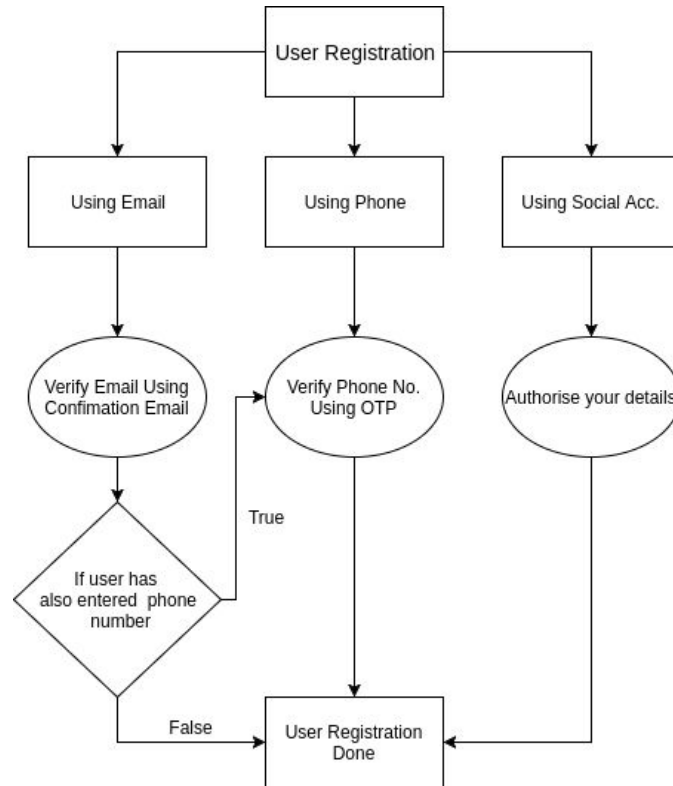 User Registration
Using Email
Using Phone
Using Social Acc.
Verify Email Using
Confimation Email
Verify Phone No.
Using OTP
Authorise your details
True
If user has
also entered  phone
number
False
User Registration
Done